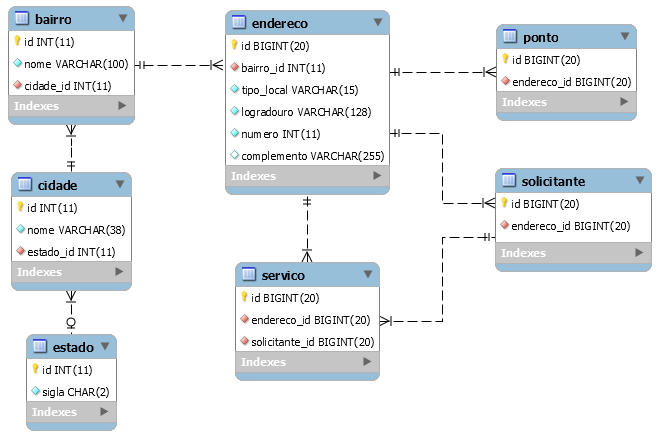 bairro
id INT(11)
nome VARCHAR(100)
cidade_id INT(11)
Indexes
endereco
id BIGINT(20)
bairro_id INT(11)
tipo_local VARCHAR(15)
logradouro VARCHAR(128)
numero INT(11)
complemento VARCHAR(255)
Indexes
ponto
id BIGINT(20)
endereco_id BIGINT(20)
Indexes
cidade
id INT(11)
nome VARCHAR(38)
estado_id INT(11)
Indexes
solicitante
id BIGINT(20)
endereco_id BIGINT(20)
Indexes
servico
id BIGINT(20)
endereco_id BIGINT(20)
solicitante_id BIGINT(20)
Indexes
estado
id INT(11)
sigla CHAR(2)
Indexes